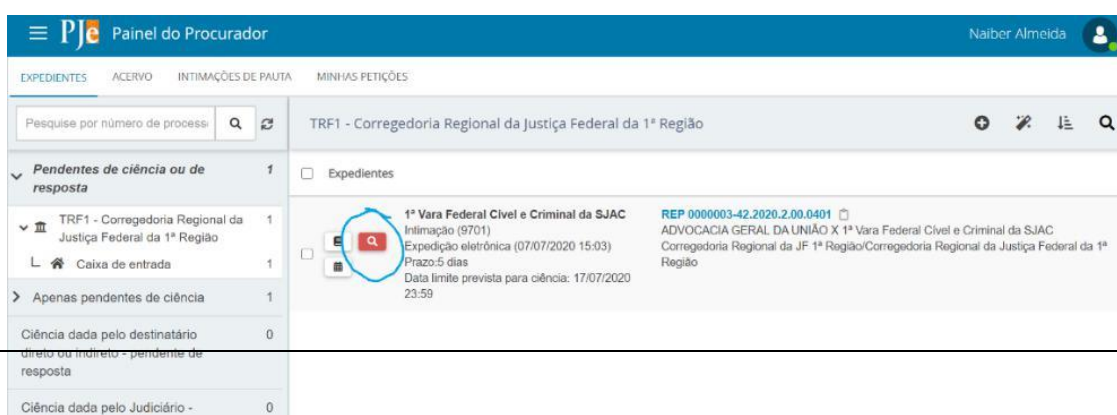 PJe Painel do Procurador
Naiber Almeida
EXPEDIENTES ACERVO INTIMAÇÕES DE PAUTA MINHAS PETIÇÕES
Pesquise por número de process
TRF1 - Corregedoria Regional da Justiça Federal da 1ª Região
Pendentes de ciência ou de 1
resposta
TRF1 - Corregedoria Regional da 1
Justiça Federal da 1ª Região
Caixa de entrada 1
Apenas pendentes de ciência 1
Ciência dada pelo destinatário 0
direto ou indireto - pendente de
resposta
Ciência dada pelo Judiciário - 0
Expedientes
1ª Vara Federal Cível e Criminal da SJAC
Intimação (9701)
Expedição eletrônica (07/07/2020 15:03)
Prazo:5 dias
Data limite prevista para ciência: 17/07/2020
23:59
REP 0000003-42.2020.2.00.0401
ADVOCACIA GERAL DA UNIÃO X 1ª Vara Federal Cível e Criminal da SJAC
Corregedoria Regional da JF 1ª Região/Corregedoria Regional da Justiça Federal da 1ª
Região